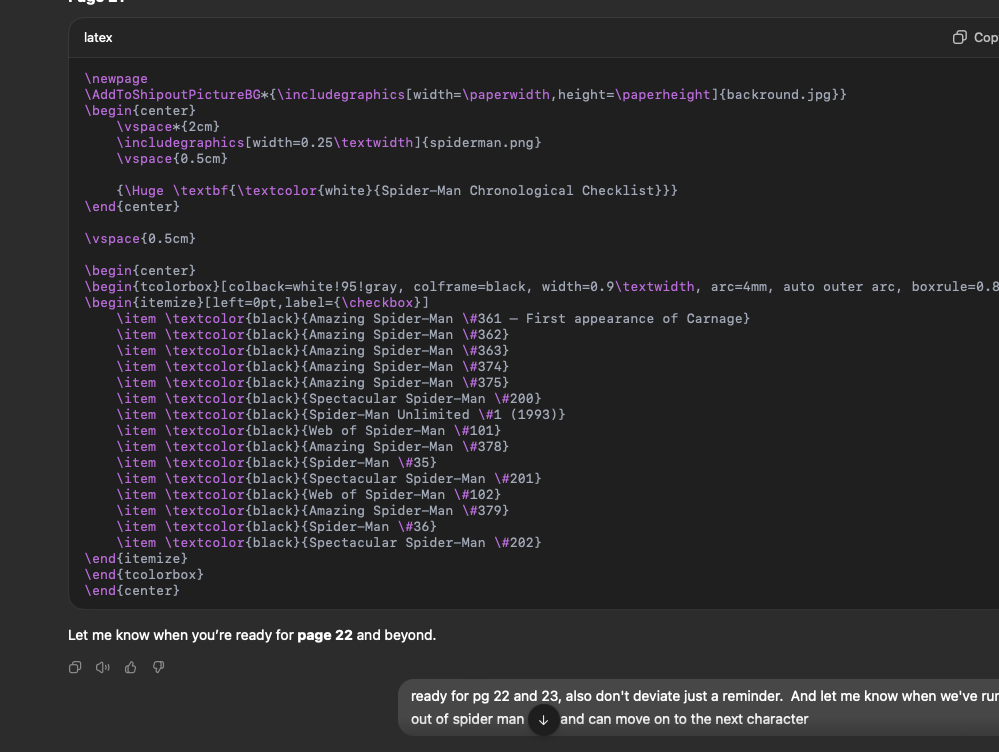 Page 21
latex
Cop
\newpage
\AddToShipoutPictureBG*{\includegraphics[width=\paperwidth,height=\paperheight]{backround.jpg}}
\begin{center}
\vspace*{2cm}
\includegraphics[width=0.25\textwidth]{spiderman.png}
\vspace{0.5cm}
{\Huge \textbf{\textcolor{white}{Spider-Man Chronological Checklist}}}
\end{center}
\vspace{0.5cm}
\begin{center}
\begin{tcolorbox}[colback=white!95!gray, colframe=black, width=0.9\textwidth, arc=4mm, auto outer arc, boxrule=0.8
\begin{itemize}[left=0pt,label={\checkbox}]
\item \textcolor{black}{Amazing Spider-Man \#361 — First appearance of Carnage}
\item \textcolor{black}{Amazing Spider-Man \#362}
\item \textcolor{black}{Amazing Spider-Man \#363}
\item \textcolor{black}{Amazing Spider-Man \#374}
\item \textcolor{black}{Amazing Spider-Man \#375}
\item \textcolor{black}{Spectacular Spider-Man \#200}
\item \textcolor{black}{Spider-Man Unlimited \#1 (1993)}
\item \textcolor{black}{Web of Spider-Man \#101}
\item \textcolor{black}{Amazing Spider-Man \#378}
\item \textcolor{black}{Spider-Man \#35}
\item \textcolor{black}{Spectacular Spider-Man \#201}
\item \textcolor{black}{Web of Spider-Man \#102}
\item \textcolor{black}{Amazing Spider-Man \#379}
\item \textcolor{black}{Spider-Man \#36}
\item \textcolor{black}{Spectacular Spider-Man \#202}
\end{itemize}
\end{tcolorbox}
\end{center}
Let me know when you're ready for page 22 and beyond.
ready for pg 22 and 23, also don't deviate just a reminder. And let me know when we've run
out of spider man and can move on to the next character